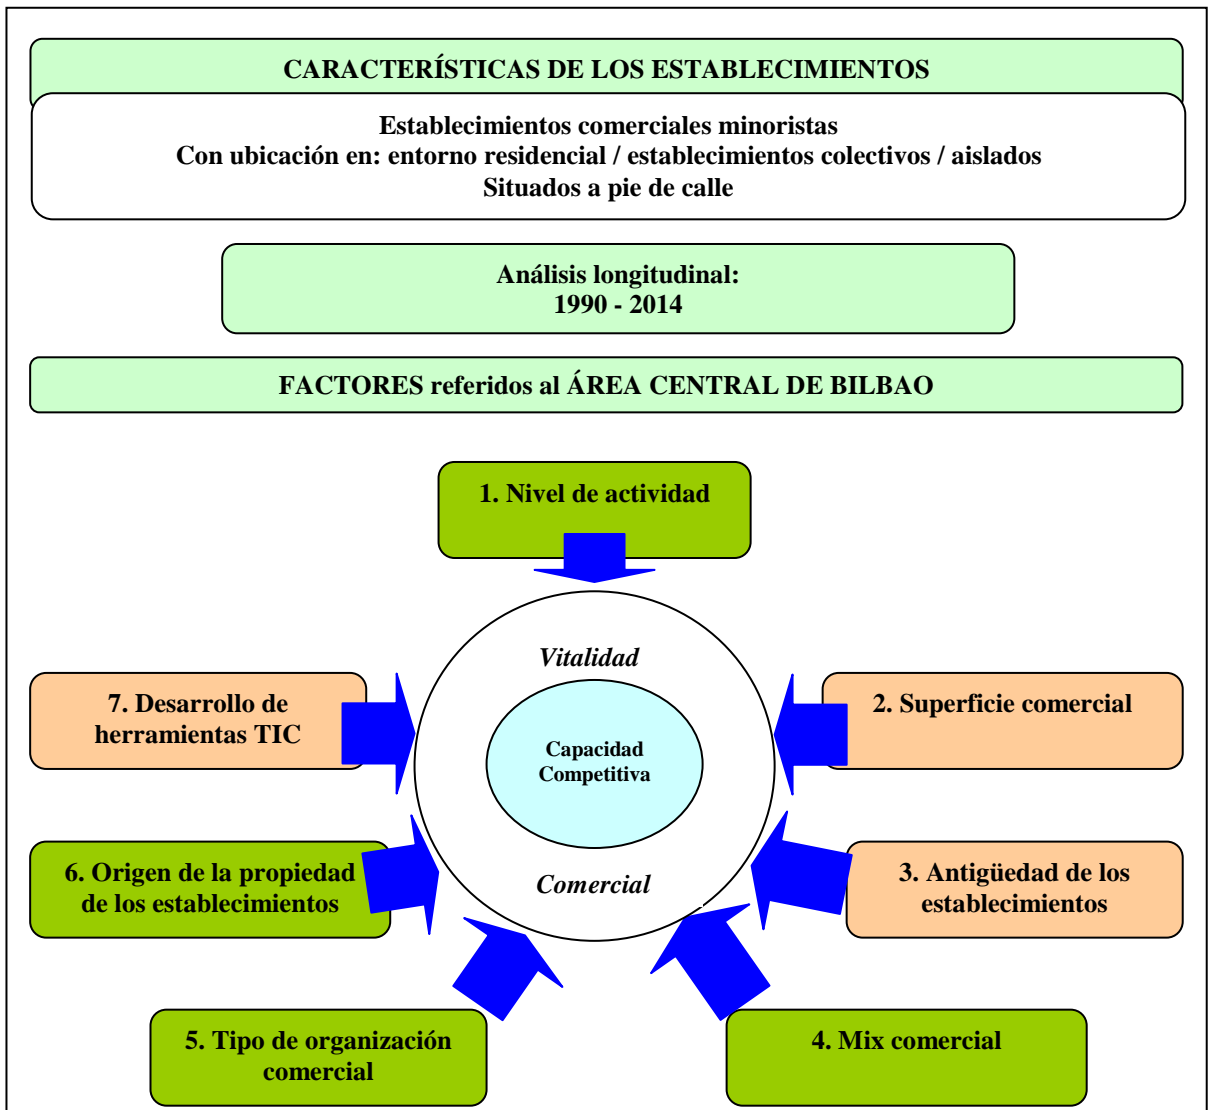 CARACTERÍSTICAS DE LOS ESTABLECIMIENTOS
Establecimientos comerciales minoristas
Con ubicación en: entorno residencial / establecimientos colectivos / aislados
Situados a pie de calle
Análisis longitudinal:
1990 - 2014
FACTORES referidos al ÁREA CENTRAL DE BILBAO
1. Nivel de actividad
Vitalidad
Capacidad
Competitiva
Comercial
2. Superficie comercial
3. Antigüedad de los
establecimientos
4. Mix comercial
5. Tipo de organización
comercial
6. Origen de la propiedad
de los establecimientos
7. Desarrollo de
herramientas TIC